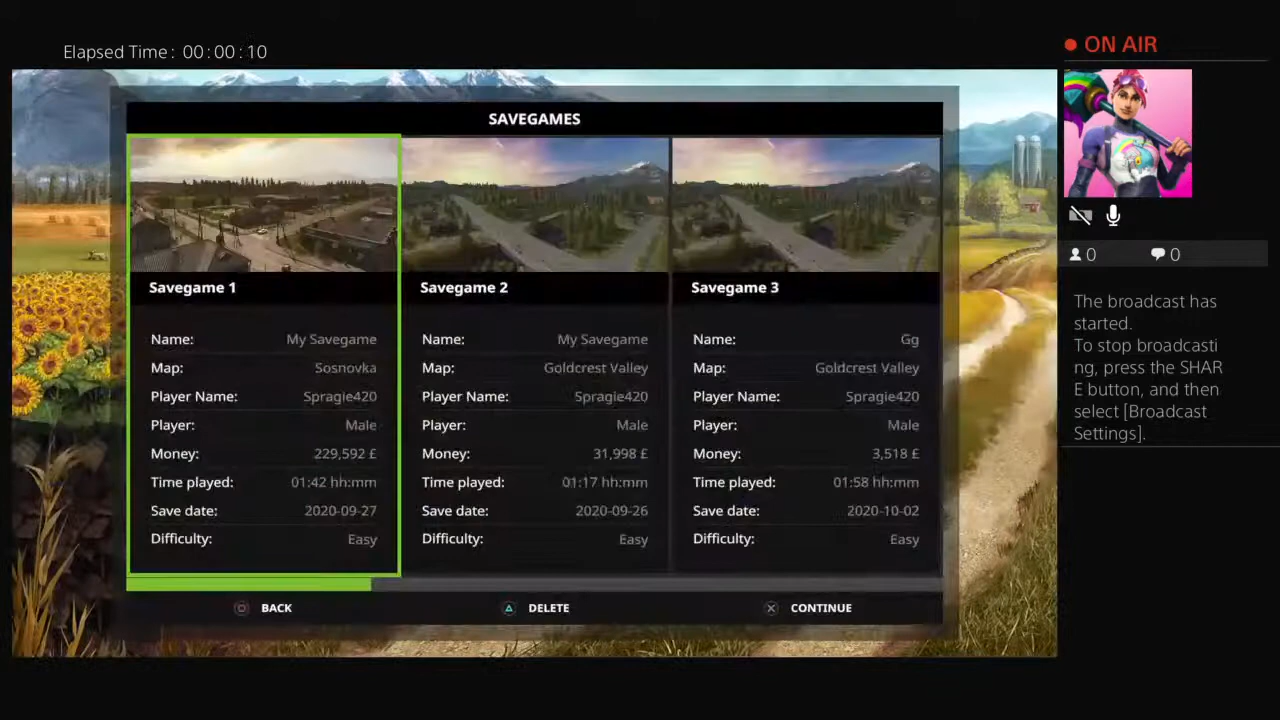 Elapsed Time: 00:00:10
ON AIR
SAVEGAMES
Savegame 1
Name: My Savegame
Map: Sosnovka
Player Name: Spragie420
Player: Male
Money: 229,592 £
Time played: 01:42 hh:mm
Save date: 2020-09-27
Difficulty: Easy
Savegame 2
Name: My Savegame
Map: Goldcrest Valley
Player Name: Spragie420
Player: Male
Money: 31,998 £
Time played: 01:17 hh:mm
Save date: 2020-09-26
Difficulty: Easy
Savegame 3
Name: Gg
Map: Goldcrest Valley
Player Name: Spragie420
Player: Male
Money: 3,518 £
Time played: 01:58 hh:mm
Save date: 2020-10-02
Difficulty: Easy
BACK DELETE CONTINUE
0 0
The broadcast has
started.
To stop broadcasti
ng, press the SHAR
E button, and then
select [Broadcast
Settings].